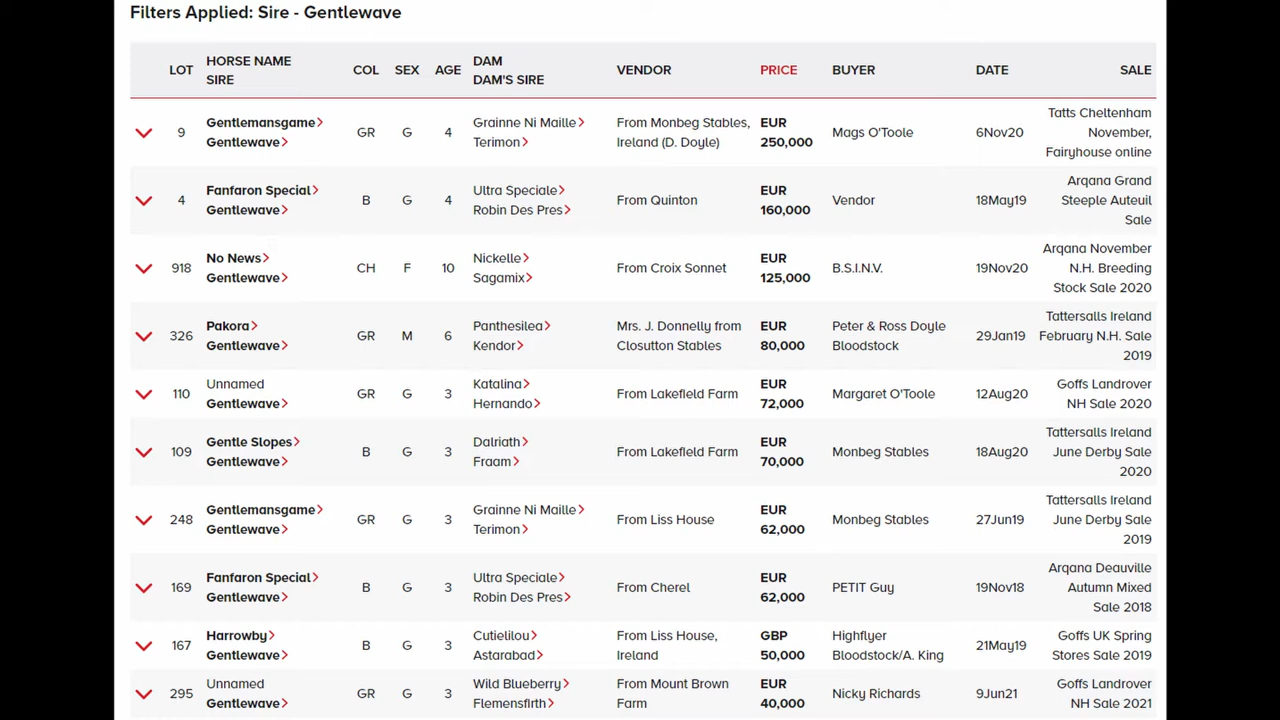 Filters Applied: Sire - Gentlewave
LOT HORSE NAME SIRE COL SEX AGE DAM DAM'S SIRE VENDOR PRICE BUYER DATE SALE
9 Gentlemansgame Gentlewave GR G 4 Grainne Ni Maille Terimon From Monbeg Stables, Ireland (D. Doyle) EUR 250,000 Mags O'Toole 6Nov20 Tatts Cheltenham November, Fairyhouse online
4 Fanfaron Special Gentlewave B G 4 Ultra Speciale Robin Des Pres From Quinton EUR 160,000 Vendor 18May19 Arqana Grand Steeple Auteuil Sale
918 No News Gentlewave CH F 10 Nickelle Sagamix From Croix Sonnet EUR 125,000 B.S.I.N.V. 19Nov20 Arqana November N.H. Breeding Stock Sale 2020
326 Pakora Gentlewave GR M 6 Panthesilea Kendor Mrs. J. Donnelly from Closutton Stables EUR 80,000 Peter & Ross Doyle Bloodstock 29Jan19 Tattersalls Ireland February N.H. Sale 2019
110 Unnamed Gentlewave GR G 3 Katalina Hernando From Lakefield Farm EUR 72,000 Margaret O'Toole 12Aug20 Goffs Landrover NH Sale 2020
109 Gentle Slopes Gentlewave B G 3 Dalriath Fraam From Lakefield Farm EUR 70,000 Monbeg Stables 18Aug20 Tattersalls Ireland June Derby Sale 2020
248 Gentlemansgame Gentlewave GR G 3 Grainne Ni Maille Terimon From Liss House EUR 62,000 Monbeg Stables 27Jun19 Tattersalls Ireland June Derby Sale 2019
169 Fanfaron Special Gentlewave B G 3 Ultra Speciale Robin Des Pres From Cherel EUR 62,000 PETIT Guy 19Nov18 Arqana Deauville Autumn Mixed Sale 2018
167 Harrowby Gentlewave B G 3 Cutielilou Astarabad From Liss House, Ireland GBP 50,000 Highflyer Bloodstock/A. King 21May19 Goffs UK Spring Stores Sale 2019
295 Unnamed Gentlewave GR G 3 Wild Blueberry Flemensfirth From Mount Brown Farm EUR 40,000 Nicky Richards 9Jun21 Goffs Landrover NH Sale 2021